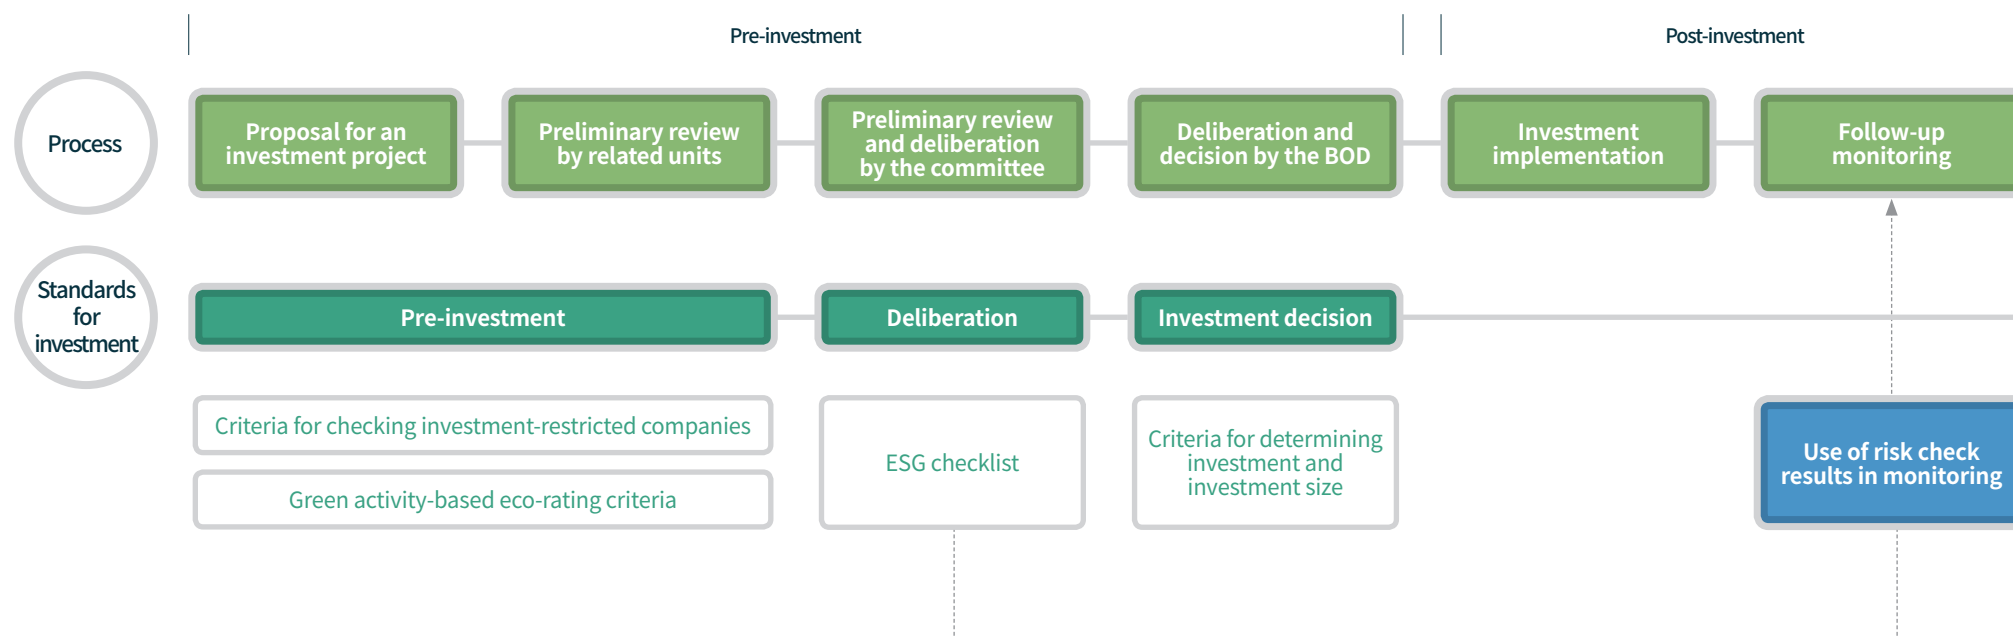 Pre-investment
Post-investment
Process
Proposal for an
investment project
Preliminary review
by related units
Preliminary review
and deliberation
by the committee
Deliberation and
decision by the BOD
Investment
implementation
Follow-up
monitoring
Standards
for
investment
Pre-investment
Deliberation
Investment decision
Criteria for checking investment-restricted companies
Green activity-based eco-rating criteria
ESG checklist
Criteria for determining
investment and
investment size
Use of risk check
results in monitoring